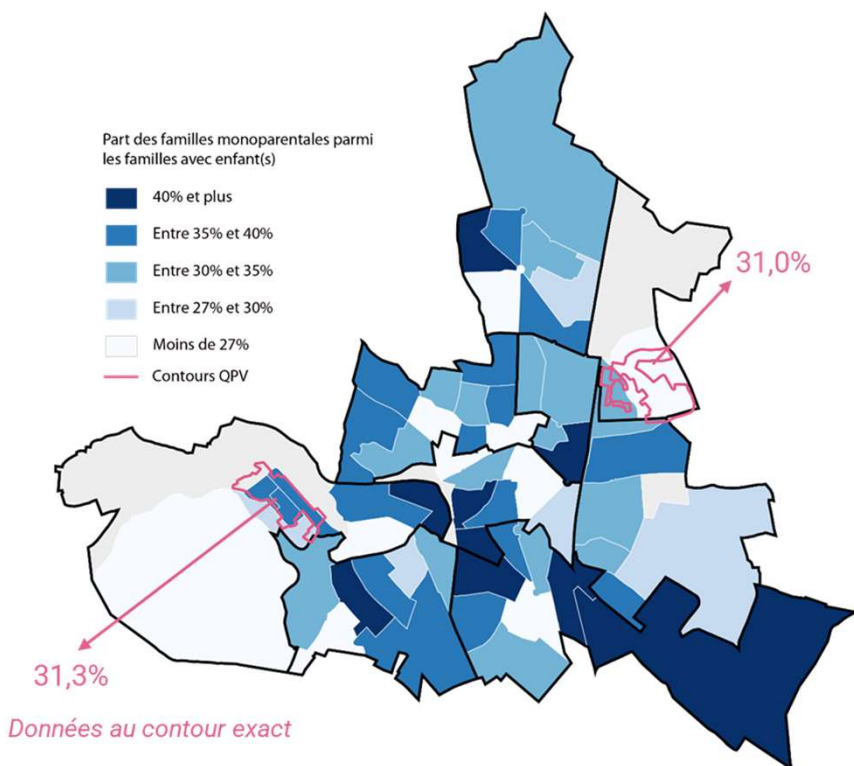 Part des familles monoparentales parmi
les familles avec enfant(s)
40% et plus
Entre 35% et 40%
Entre 30% et 35%
Entre 27% et 30%
Moins de 27%
Contours QPV
31,0%
31,3%
Données au contour exact